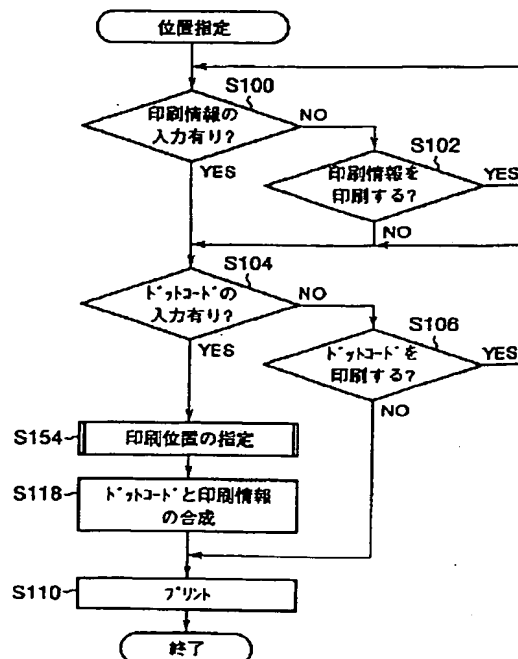 位置指定
S100
印刷情報の
入力有り?
NO
YES
S102
印刷情報を
印刷する?
YES
NO
S104
ﾄﾞｯﾄｺｰﾄﾞの
入力有り?
NO
YES
S106
ﾄﾞｯﾄｺｰﾄﾞを
印刷する?
YES
NO
S154
印刷位置の指定
S118
ﾄﾞｯﾄｺｰﾄﾞと印刷情報
の合成
S110
ﾌﾟﾘﾝﾄ
終了